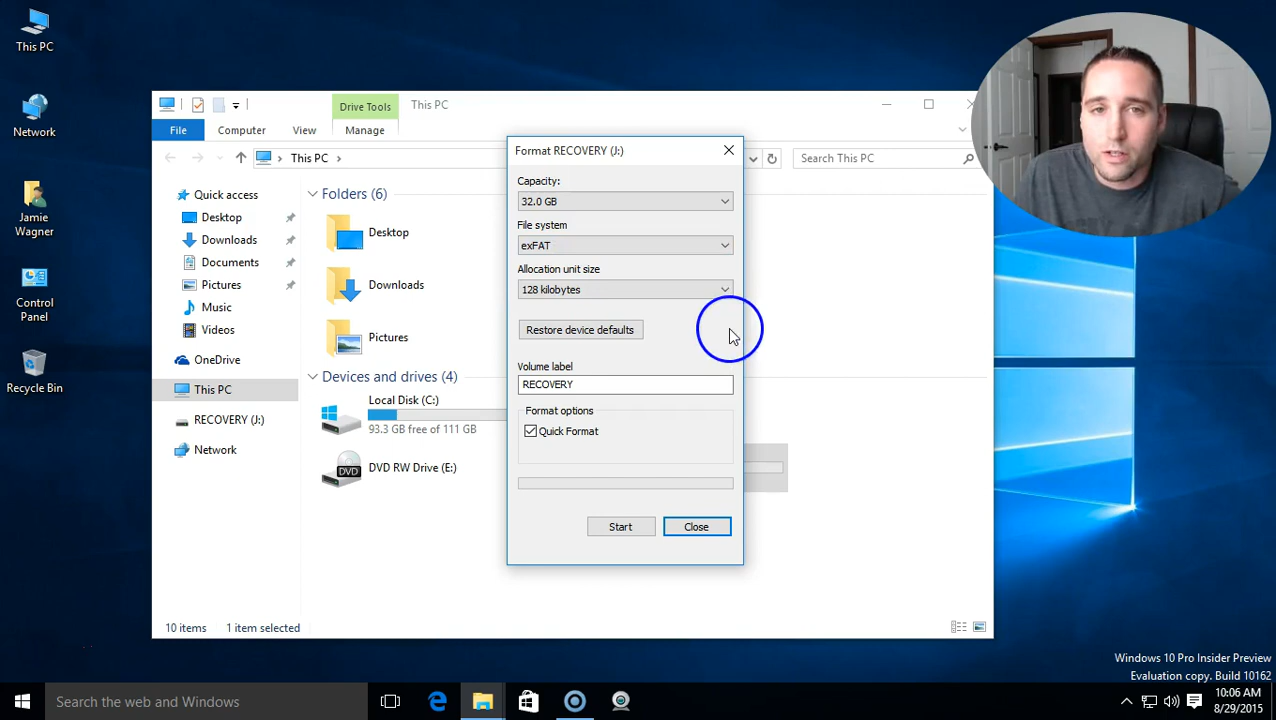 This PC
Network
Jamie
Wagner
Control
Panel
Recycle Bin
Drive Tools
This PC
File
Computer
View
Manage
This PC
Search This PC
Quick access
Desktop
Downloads
Documents
Pictures
Music
Videos
OneDrive
This PC
RECOVERY (J:)
Network
Folders (6)
Desktop
Downloads
Pictures
Devices and drives (4)
Local Disk (C:)
93.3 GB free of 111 GB
DVD
DVD RW Drive (E:)
10 items
1 item selected
Format RECOVERY (J:)
Capacity:
32.0 GB
File system
exFAT
Allocation unit size
128 kilobytes
Restore device defaults
Volume label
RECOVERY
Format options
Quick Format
Start
Close
Windows 10 Pro Insider Preview
Evaluation copy. Build 10162
Search the web and Windows
10:06 AM
8/29/2015